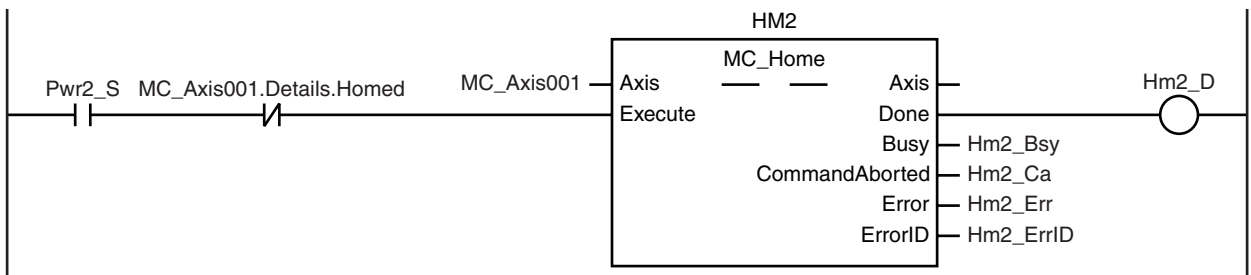 HM2
MC_Home
Pwr2_S MC_Axis001.Details.Homed MC_Axis001 Axis Axis Hm2_D
Execute Done
Busy Hm2_Bsy
CommandAborted Hm2_Ca
Error Hm2_Err
ErrorID Hm2_ErrID